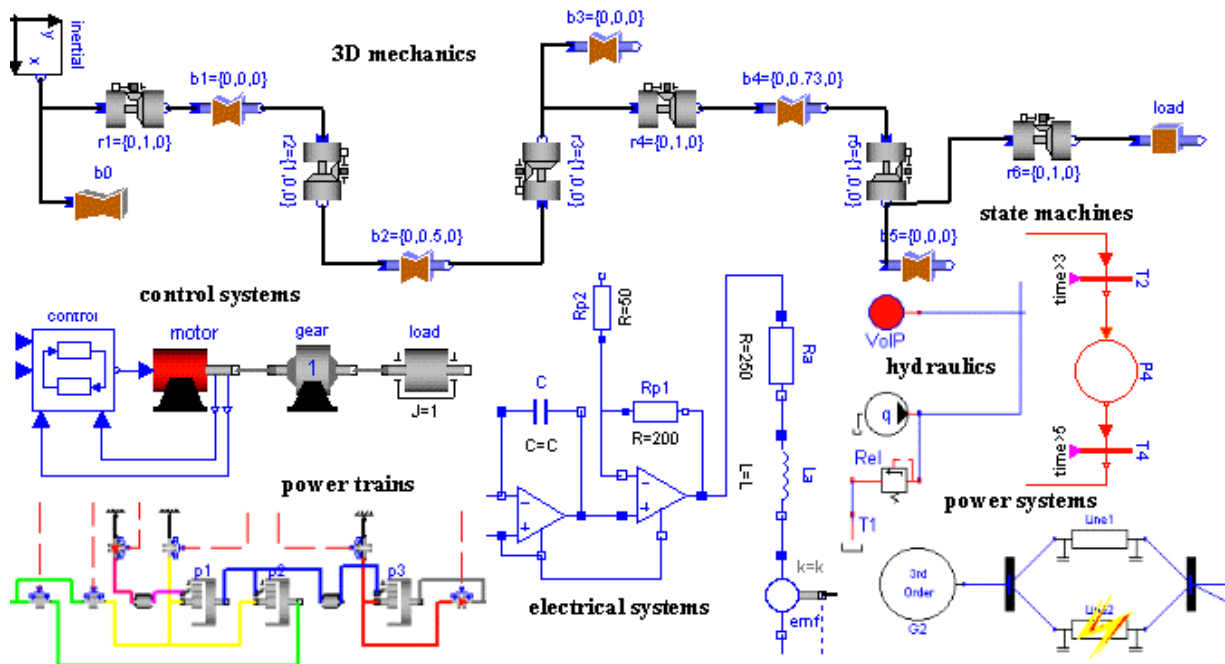 y
x
inertial
3D mechanics
b3={0,0,0}
b1={0,0,0}
b4={0,0.73,0}
load
r1={0,1,0}
r2={1,0,0}
r3={1,0,0}
r4={0,1,0}
r5={1,0,0}
r6={0,1,0}
b0
b2={0,0.5,0}
b5={0,0,0}
state machines
control systems
control
motor
gear
load
1
J=1
Rp2
R=50
C
C=C
Rp1
R=200
R=250
Ra
L=L
La
k=k
emf
electrical systems
VolP
hydraulics
q
Rel
T1
time>3
T2
P4
time>5
T4
power trains
p1
p2
p3
power systems
3rd
Order
G2
Line1
Line2